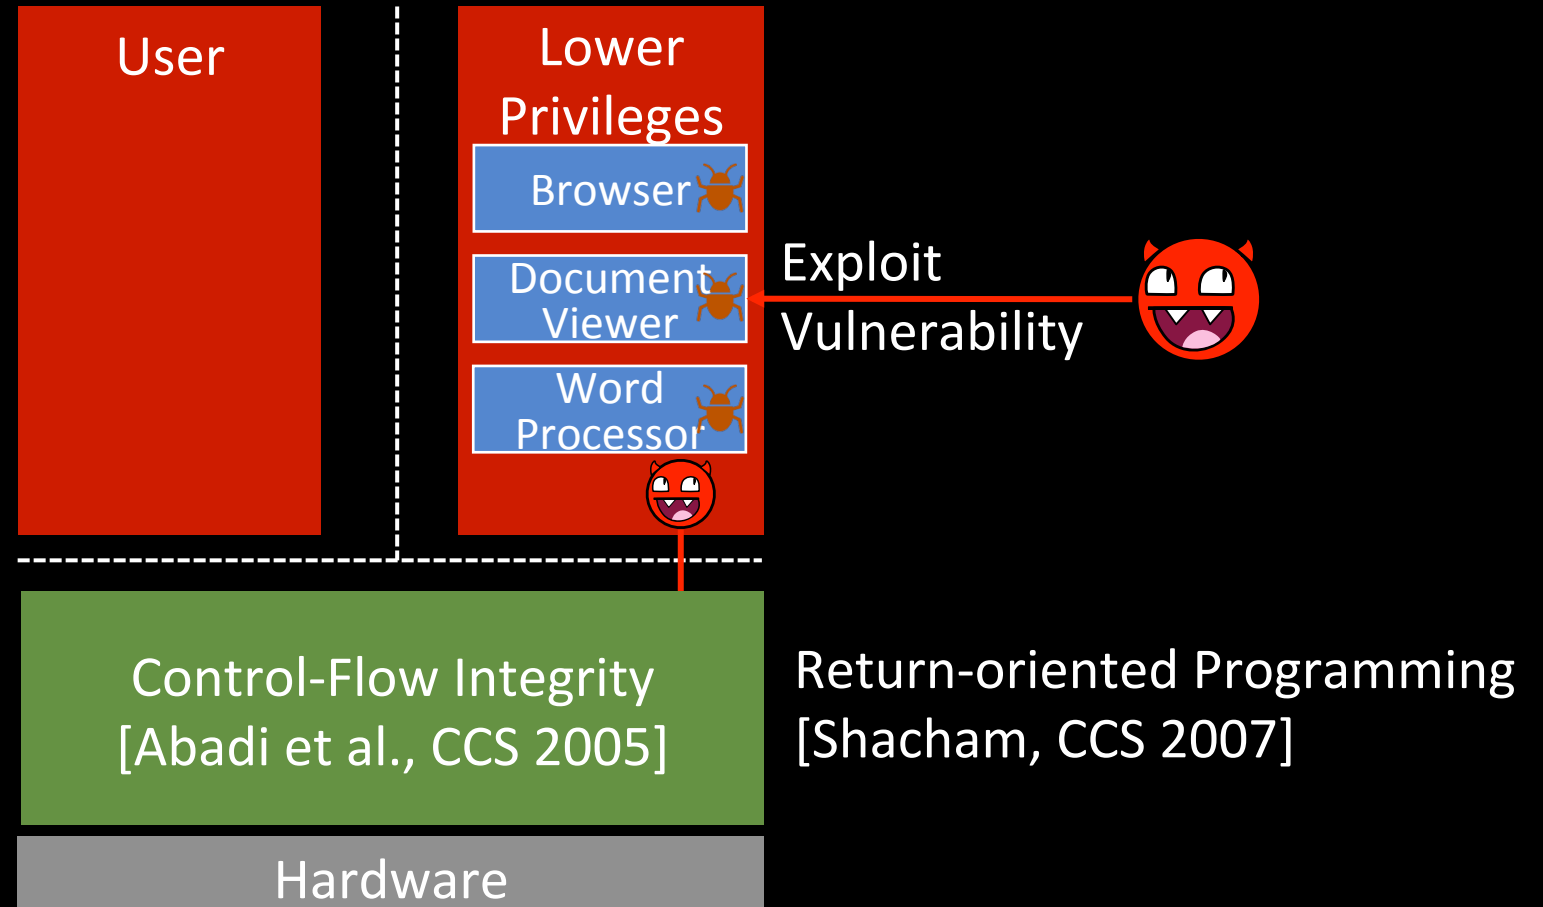 User
Lower
Privileges
Browser
Document
Viewer
Word
Processor
Exploit
Vulnerability
Control-Flow Integrity
[Abadi et al., CCS 2005]
Return-oriented Programming
[Shacham, CCS 2007]
Hardware